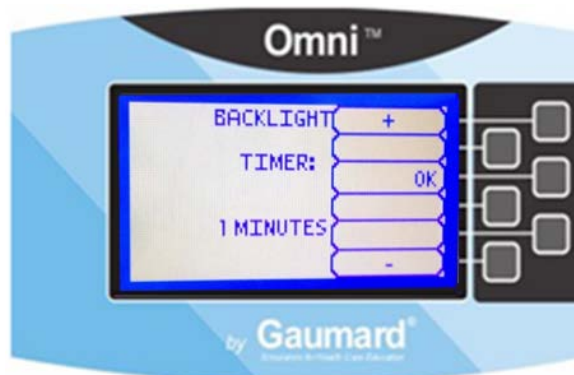 Omni™
BACKLIGHT +
TIMER:
OK
1 MINUTES
-
by Gaumard®